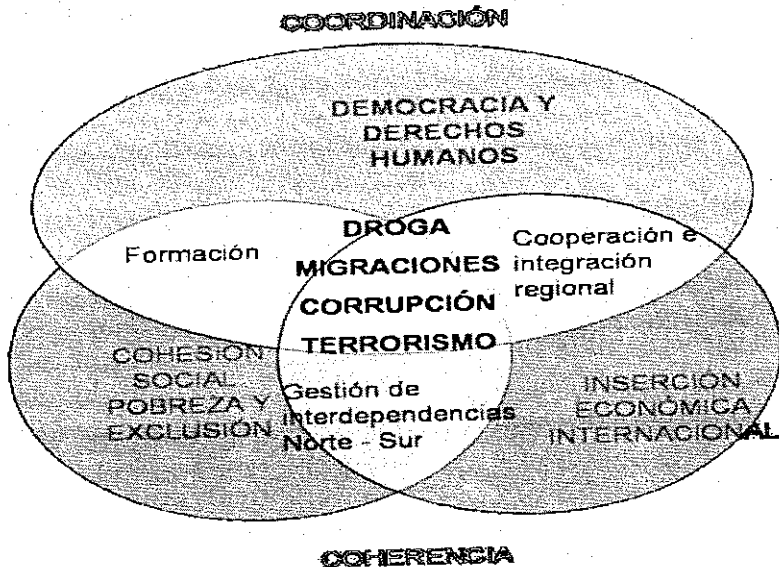 COORDINACIÓN
DEMOCRACIA Y
DERECHOS
HUMANOS
Formación
DROGA
MIGRACIONES
CORRUPCIÓN
TERRORISMO
Cooperación e
integración
regional
COHESIÓN
SOCIAL
POBREZA Y
EXCLUSIÓN
Gestión de
interdependencias
Norte - Sur
INSERCIÓN
ECONÓMICA
INTERNACIONAL
COHERENCIA